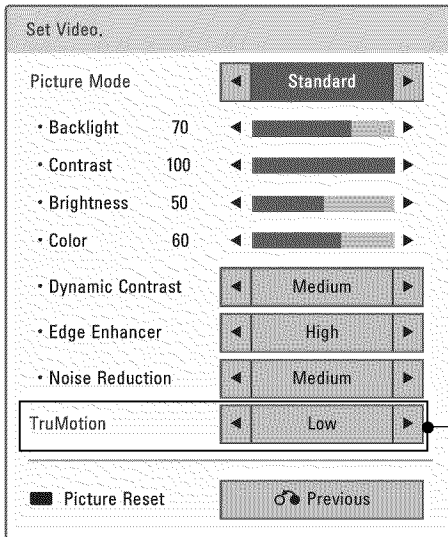 Set Video.
Picture Mode Standard
• Backlight 70
• Contrast 100
• Brightness 50
• Color 60
• Dynamic Contrast Medium
• Edge Enhancer High
• Noise Reduction Medium
TruMotion Low
Picture Reset Previous